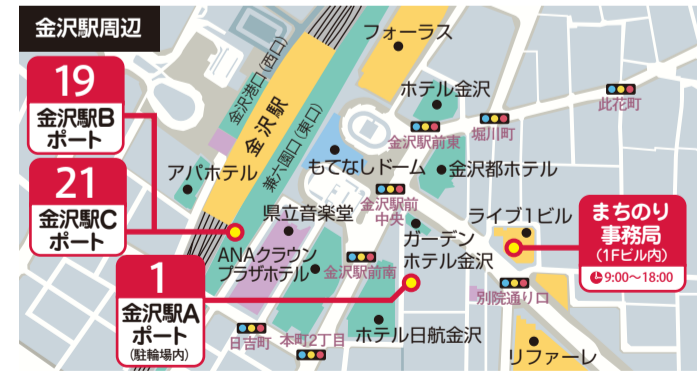 金沢駅周辺
フォーラス
19
金沢駅B
ポート
金沢港口(西口)
金沢駅
兼六園口(東口)
ホテル金沢
此花町
堀川町
金沢駅前東
もてなしドーム
金沢都ホテル
アパホテル
21
金沢駅C
ポート
金沢駅前
中央
県立音楽堂
ライブ1ビル
まちのり
事務局
(1Fビル内)
9:00~18:00
ガーデン
ホテル金沢
ANAクラウン
プラザホテル
金沢駅前南
1
金沢駅A
ポート
(駐輪場内)
別院通り口
日吉町
本町2丁目
ホテル日航金沢
リファーレ